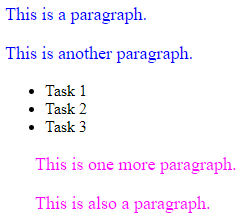 This is a paragraph.
This is another paragraph.
• Task 1
• Task 2
• Task 3
This is one more paragraph.
This is also a paragraph.